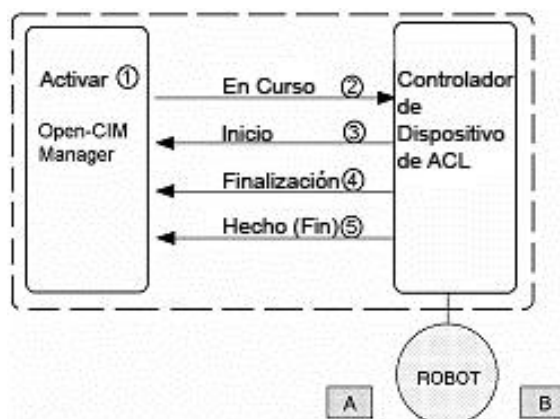 Activar ①
Open-CIM
Manager
En Curso ②
Inicio ③
Finalización ④
Hecho (Fin) ⑤
Controlador
de
Dispositivo
de ACL
ROBOT
A
B